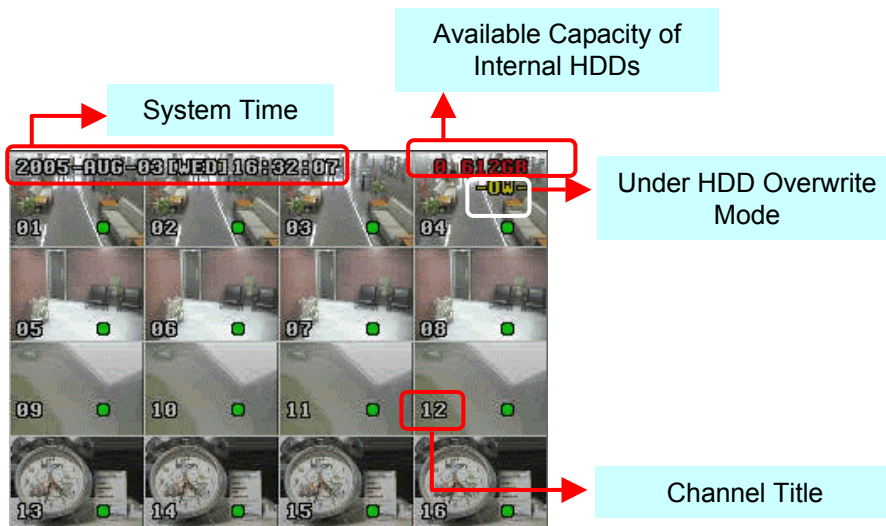 Available Capacity of
Internal HDDs
System Time
2005-AUG-03[WED]16:32:07
0.612GB
-OW-
Under HDD Overwrite
Mode
01
02
03
04
05
06
07
08
09
10
11
12
13
14
15
16
Channel Title